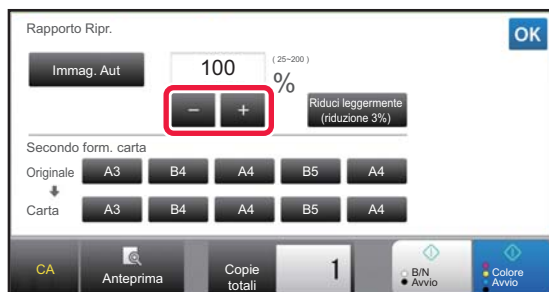 Rapporto Ripr.
OK
Immag. Aut
100
( 25~200 )
%
−
+
Riduci leggermente
(riduzione 3%)
Secondo form. carta
Originale
A3
B4
A4
B5
A4
Carta
A3
B4
A4
B5
A4
CA
Anteprima
Copie
totali
1
B/N
Avvio
Colore
Avvio